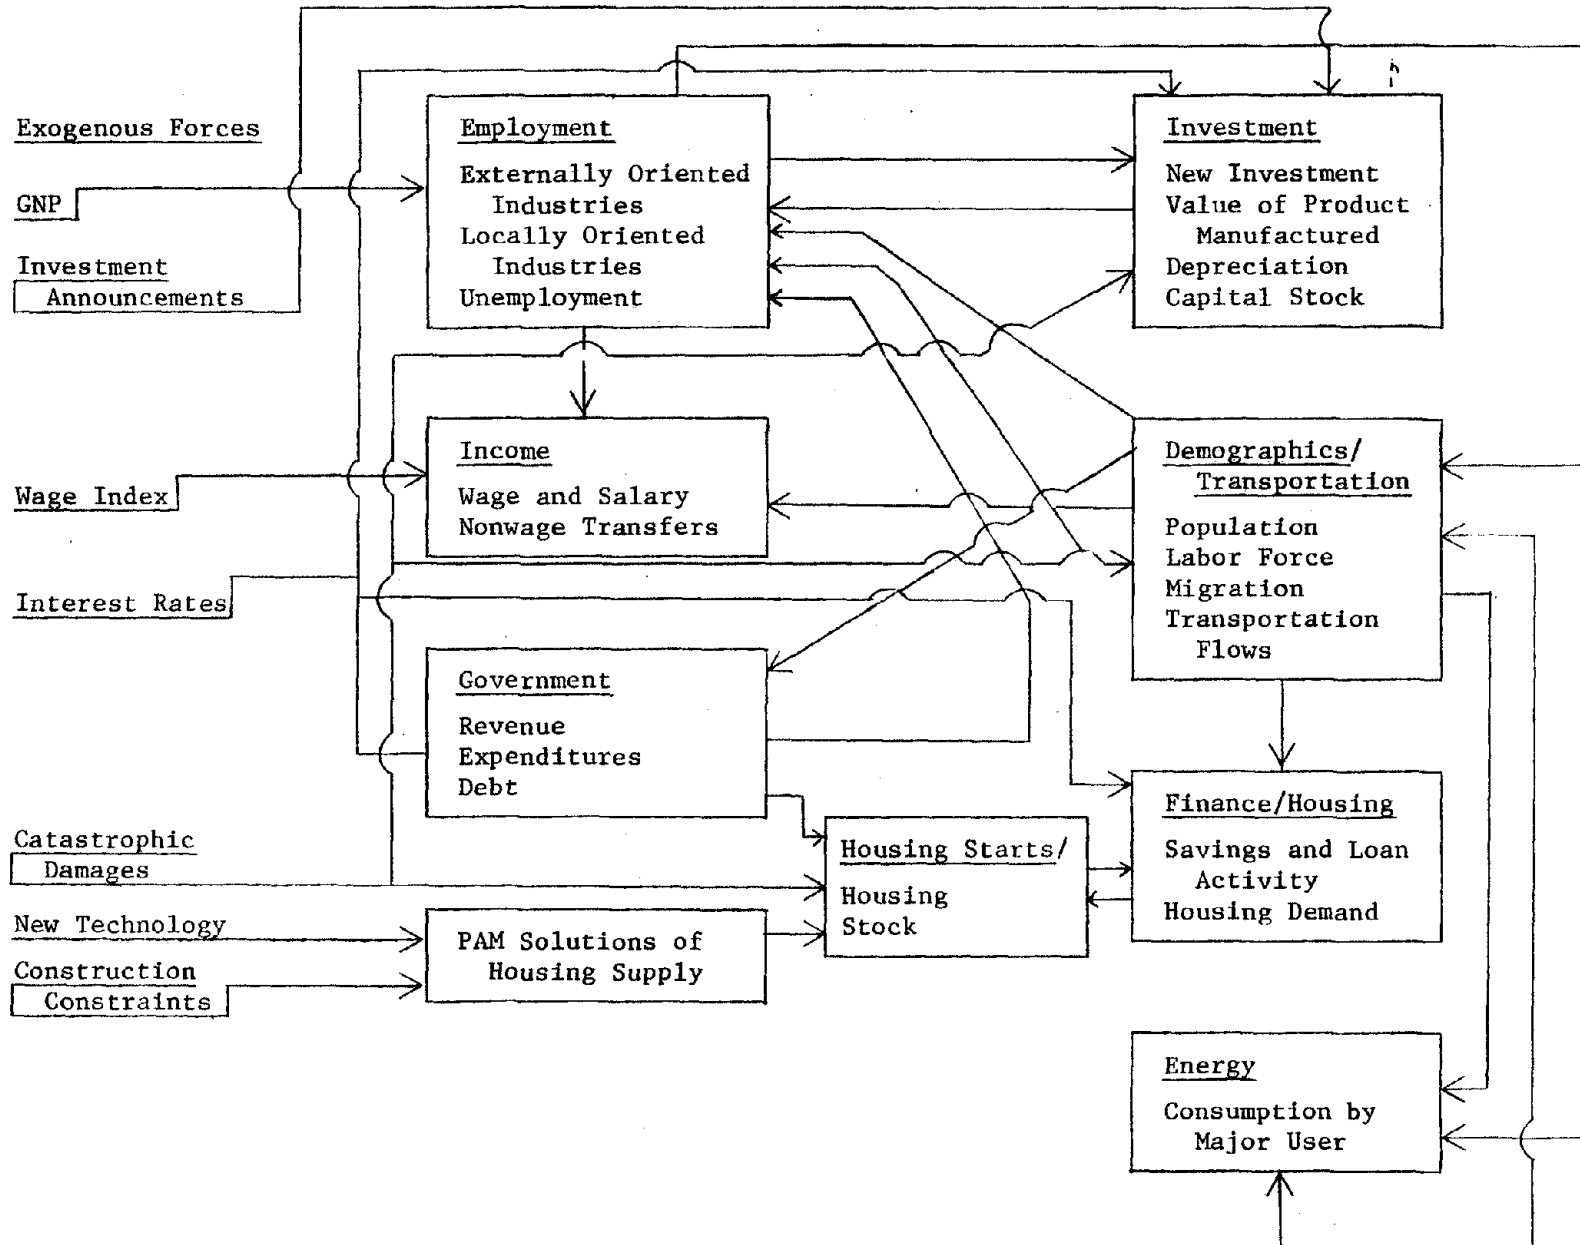 Exogenous Forces
GNP
Investment
Announcements
Wage Index
Interest Rates
Catastrophic
Damages
New Technology
Construction
Constraints
Employment
Externally Oriented
Industries
Locally Oriented
Industries
Unemployment
Income
Wage and Salary
Nonwage Transfers
Government
Revenue
Expenditures
Debt
PAM Solutions of
Housing Supply
Housing Starts/
Housing
Stock
Investment
New Investment
Value of Product
Manufactured
Depreciation
Capital Stock
Demographics/
Transportation
Population
Labor Force
Migration
Transportation
Flows
Finance/Housing
Savings and Loan
Activity
Housing Demand
Energy
Consumption by
Major User